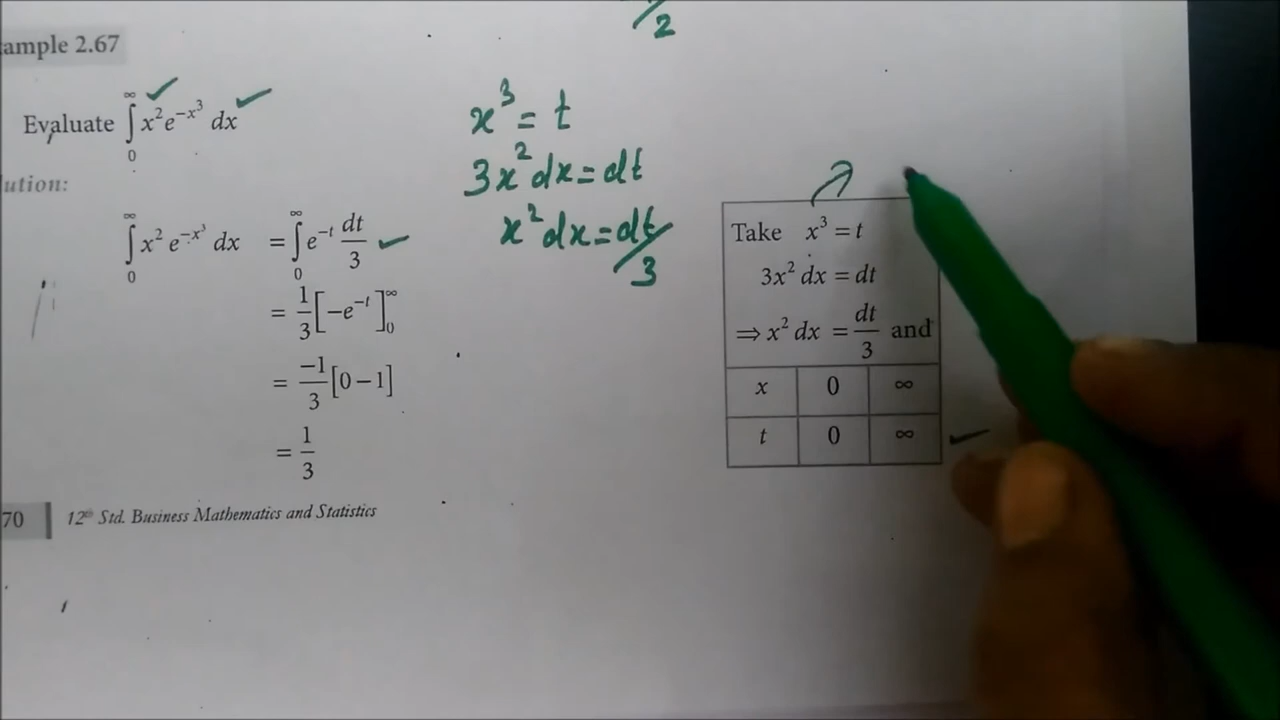 /2
ample 2.67
Evaluate ∫₀^∞ x²e^(−x³) dx
x³ = t
3x² dx = dt
x² dx = dt/3
ution:
∫₀^∞ x² e^(−x³) dx = ∫₀^∞ e^(−t) dt/3
= 1/3 [−e^(−t)]₀^∞
= −1/3 [0 − 1]
= 1/3
Take x³ = t
3x² dx = dt
⇒ x² dx = dt/3 and
x 0 ∞
t 0 ∞
70 12th Std. Business Mathematics and Statistics